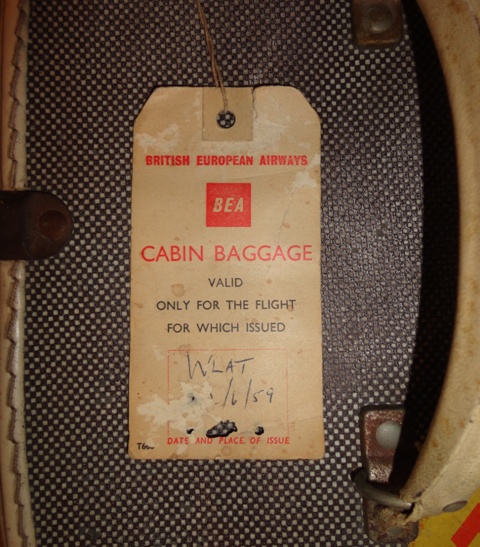 BRITISH EUROPEAN AIRWAYS
BEA
CABIN BAGGAGE
VALID
ONLY FOR THE FLIGHT
FOR WHICH ISSUED
W'LAT
/6/59
DATE AND PLACE OF ISSUE